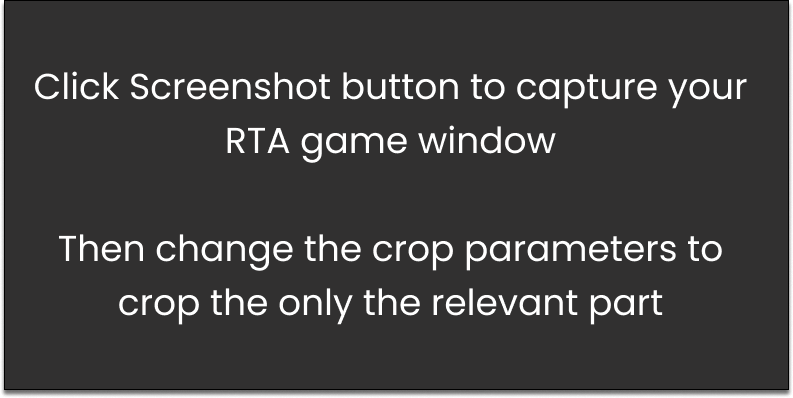 Click Screenshot button to capture your
RTA game window
Then change the crop parameters to
crop the only the relevant part